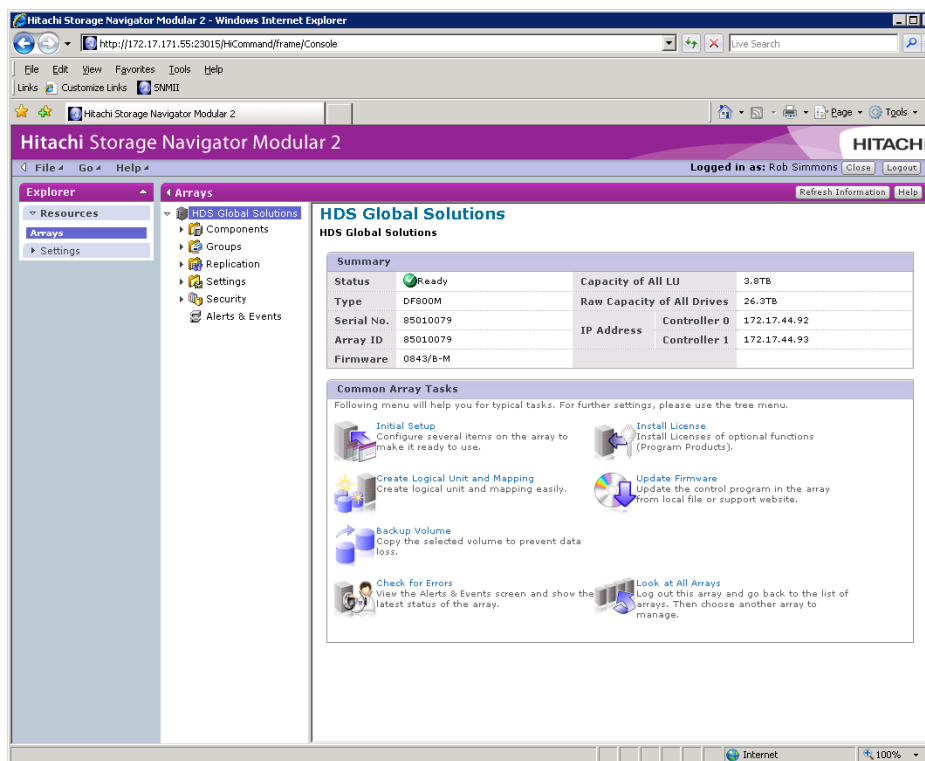 Hitachi Storage Navigator Modular 2 - Windows Internet Explorer
http://172.17.171.55:23015/HiCommand/frame/Console
Live Search
File Edit View Favorites Tools Help
Links Customize Links SNMII
Hitachi Storage Navigator Modular 2
Page Tools
Hitachi Storage Navigator Modular 2
HITACHI
File Go Help
Logged in as: Rob Simmons Close Logout
Explorer
Arrays
Refresh Information Help
Resources
Arrays
Settings
HDS Global Solutions
Components
Groups
Replication
Settings
Security
Alerts & Events
HDS Global Solutions
HDS Global Solutions
Summary
Status Ready Capacity of All LU 3.8TB
Type DF800M Raw Capacity of All Drives 26.3TB
Serial No. 85010079 IP Address Controller 0 172.17.44.92
Array ID 85010079 Controller 1 172.17.44.93
Firmware 0843/B-M
Common Array Tasks
Following menu will help you for typical tasks. For further settings, please use the tree menu.
Initial Setup
Configure several items on the array to
make it ready to use.
Install License
Install Licenses of optional functions
(Program Products).
Create Logical Unit and Mapping
Create logical unit and mapping easily.
Update Firmware
Update the control program in the array
from local file or support website.
Backup Volume
Copy the selected volume to prevent data
loss.
Check for Errors
View the Alerts & Events screen and show the
latest status of the array.
Look at All Arrays
Log out this array and go back to the list of
arrays. Then choose another array to
manage.
Internet
100%